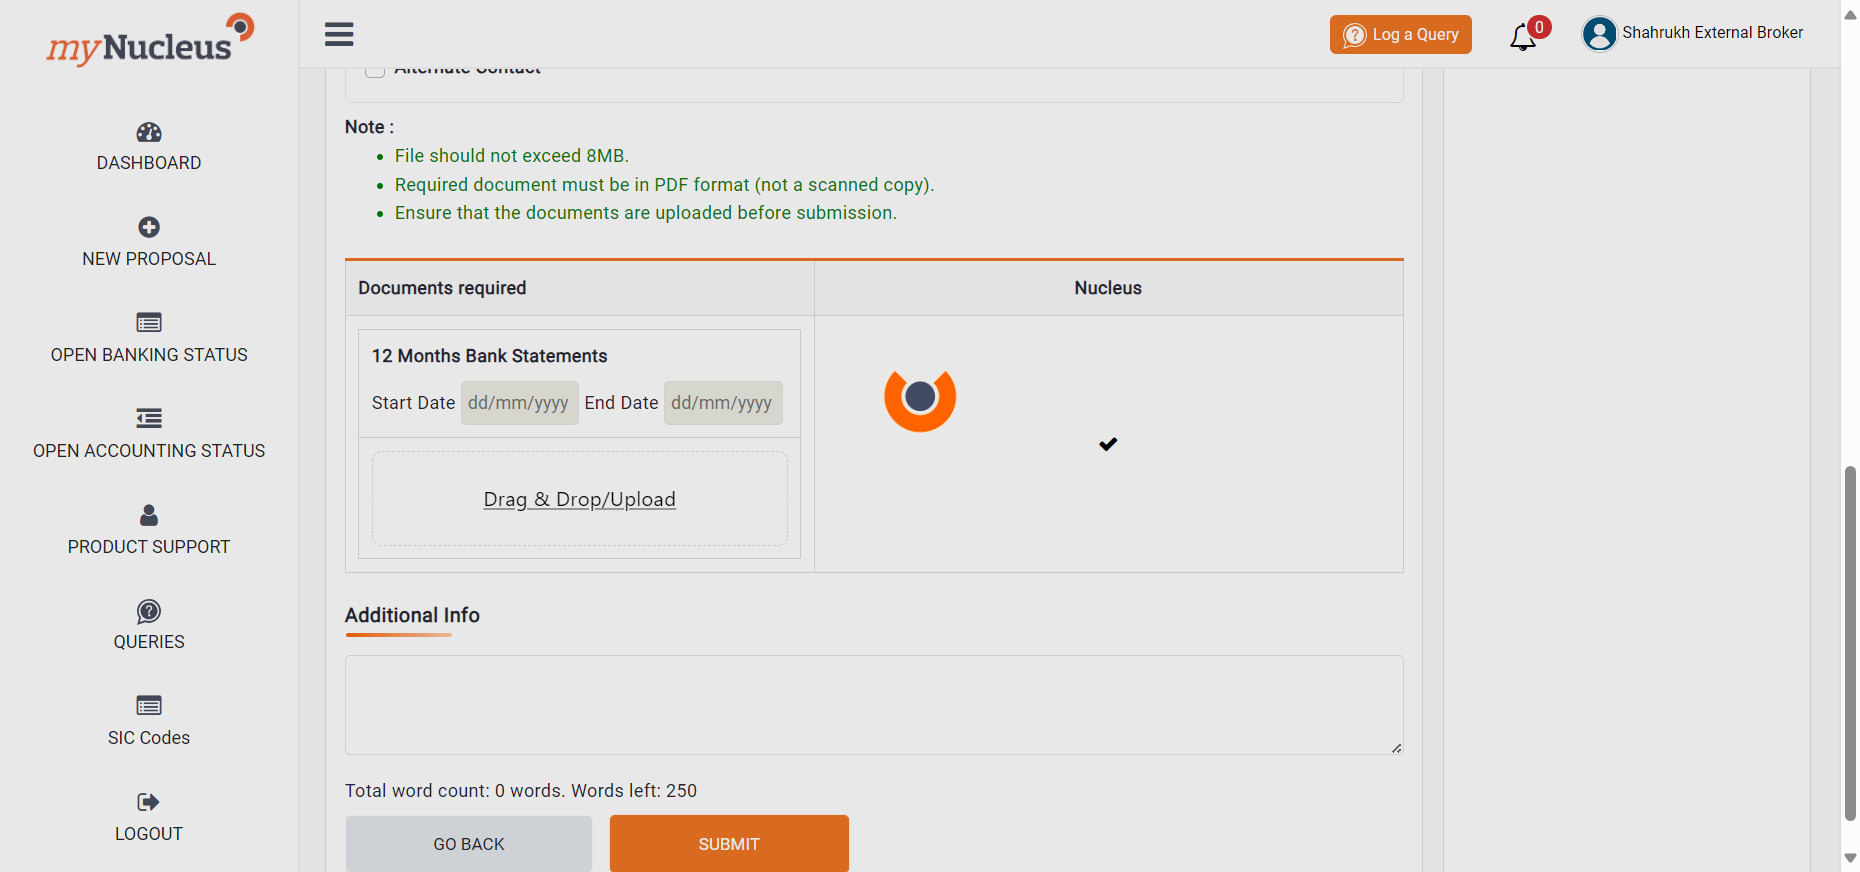 myNucleus
Log a Query
0
Shahrukh External Broker
DASHBOARD
NEW PROPOSAL
OPEN BANKING STATUS
OPEN ACCOUNTING STATUS
PRODUCT SUPPORT
QUERIES
SIC Codes
LOGOUT
Alternate Contact
Note :
File should not exceed 8MB.
Required document must be in PDF format (not a scanned copy).
Ensure that the documents are uploaded before submission.
Documents required
Nucleus
12 Months Bank Statements
Start Date dd/mm/yyyy End Date dd/mm/yyyy
Drag & Drop/Upload
Additional Info
Total word count: 0 words. Words left: 250
GO BACK
SUBMIT